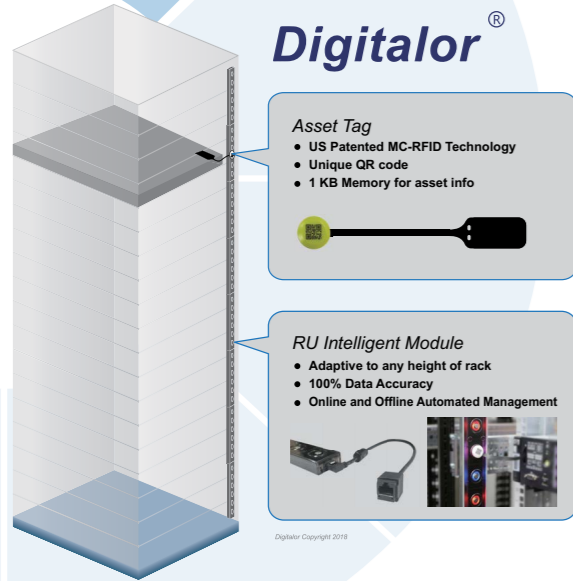 Digitalor ®
Asset Tag
● US Patented MC-RFID Technology
● Unique QR code
● 1 KB Memory for asset info
RU Intelligent Module
● Adaptive to any height of rack
● 100% Data Accuracy
● Online and Offline Automated Management
Digitalor Copyright 2018